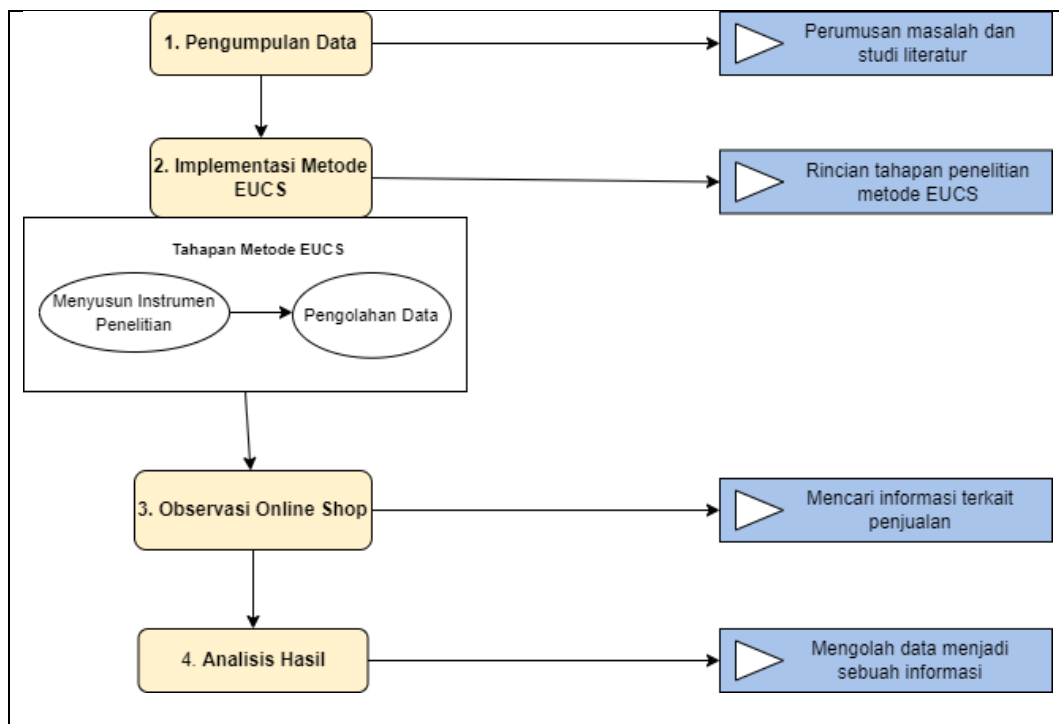 1. Pengumpulan Data
Perumusan masalah dan
studi literatur
2. Implementasi Metode
EUCS
Rincian tahapan penelitian
metode EUCS
Tahapan Metode EUCS
Menyusun Instrumen
Penelitian
Pengolahan Data
3. Observasi Online Shop
Mencari informasi terkait
penjualan
4. Analisis Hasil
Mengolah data menjadi
sebuah informasi